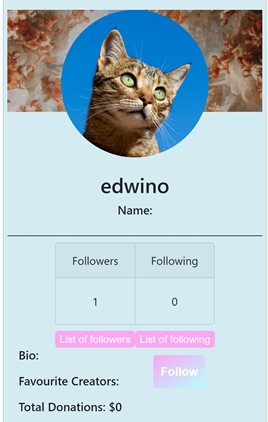 edwino
Name:
Followers Following
1 0
List of followers List of following
Bio:
Follow
Favourite Creators:
Total Donations: $0